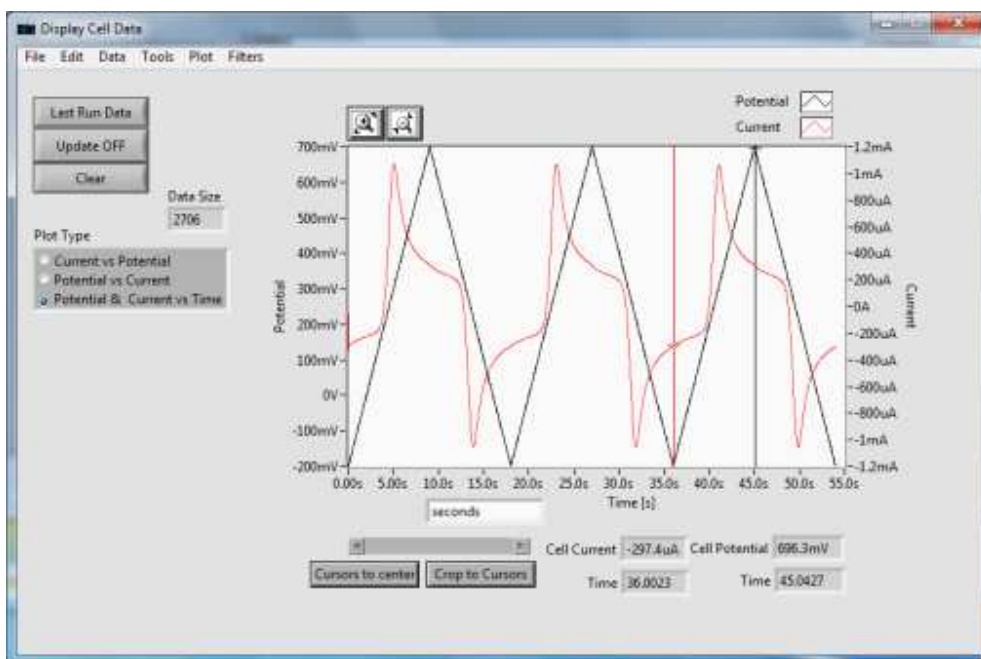 Display Cell Data
File Edit Data Tools Plot Filters
Last Run Data
Update OFF
Clear
Data Size
2706
Plot Type
Current vs Potential
Potential vs Current
Potential & Current vs Time
Potential
Current
700mV
600mV
500mV
400mV
300mV
200mV
100mV
0V
-100mV
-200mV
Potential
1.2mA
1mA
800uA
600uA
400uA
200uA
0A
-200uA
-400uA
-600uA
-800uA
-1mA
-1.2mA
Current
0.00s 5.00s 10.0s 15.0s 20.0s 25.0s 30.0s 35.0s 40.0s 45.0s 50.0s 55.0s
Time [s]
seconds
Cursors to center Crop to Cursors
Cell Current -297.4uA Cell Potential 696.3mV
Time 36.0023 Time 45.0427